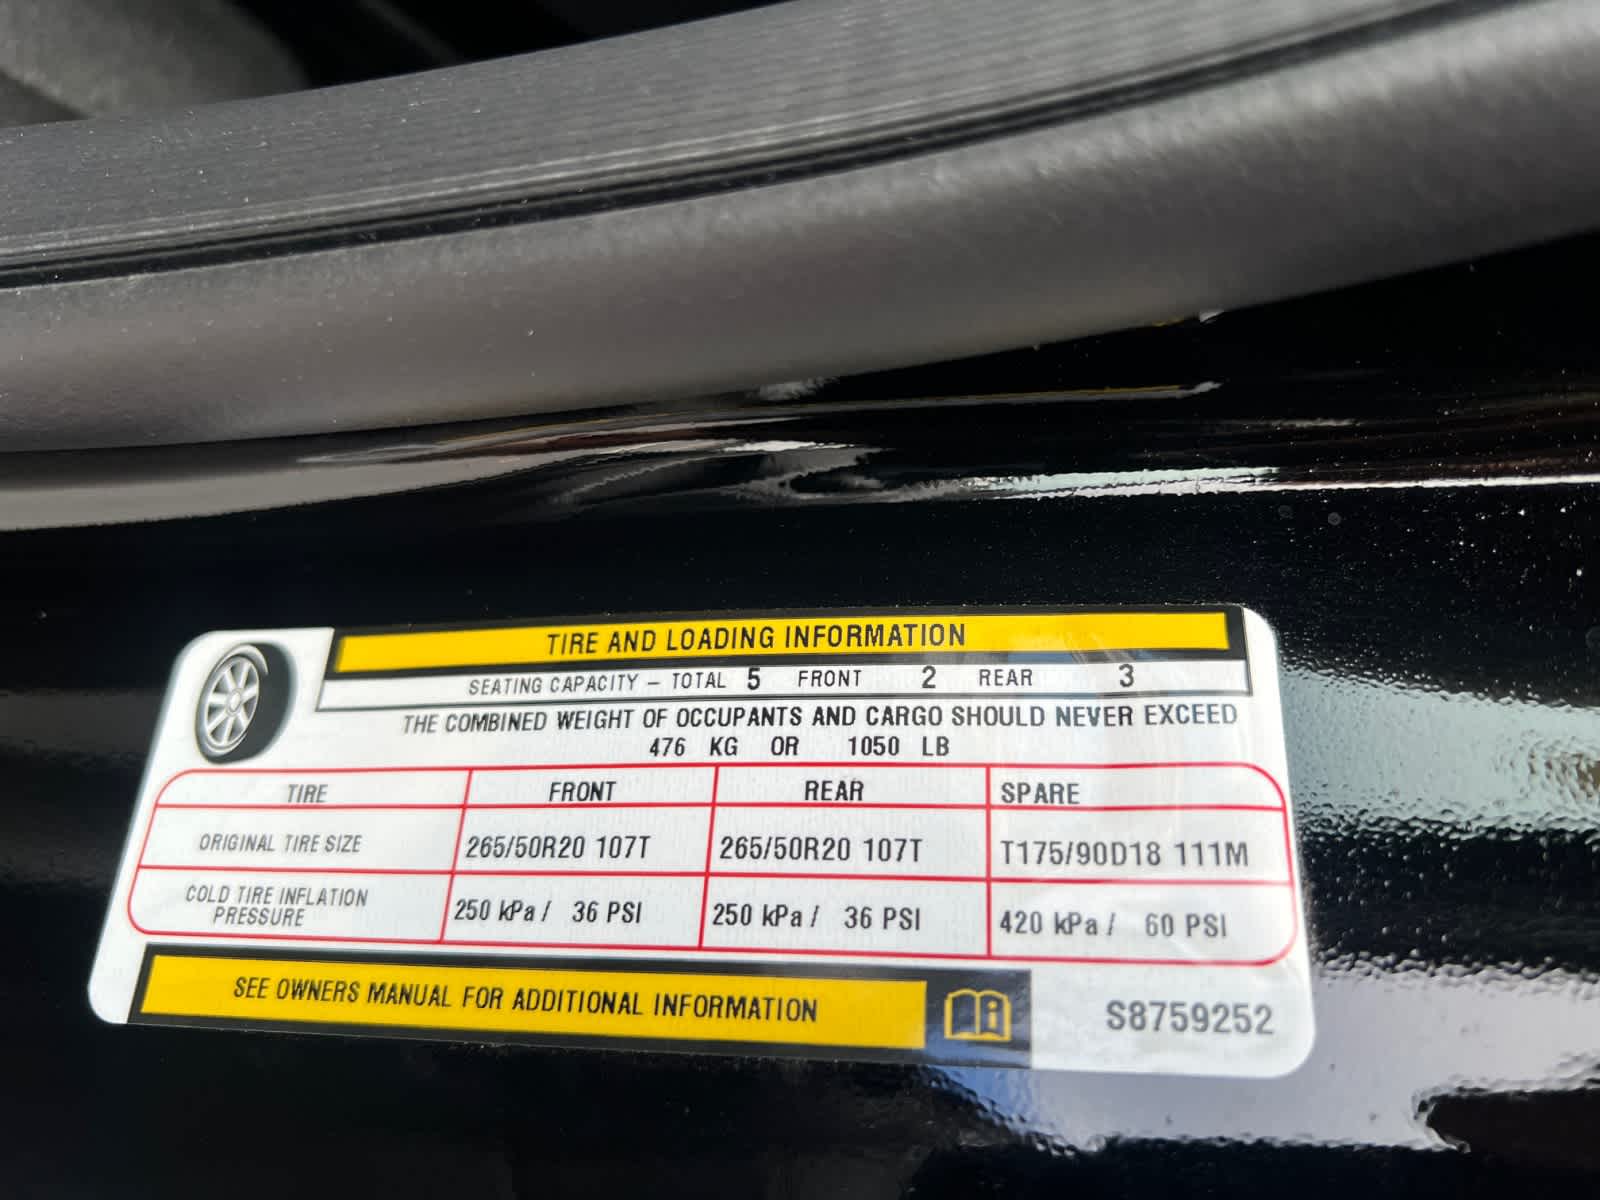 TIRE AND LOADING INFORMATION
SEATING CAPACITY – TOTAL 5 FRONT 2 REAR 3
THE COMBINED WEIGHT OF OCCUPANTS AND CARGO SHOULD NEVER EXCEED
476 KG OR 1050 LB
TIRE FRONT REAR SPARE
ORIGINAL TIRE SIZE 265/50R20 107T 265/50R20 107T T175/90D18 111M
COLD TIRE INFLATION
PRESSURE 250 kPa / 36 PSI 250 kPa / 36 PSI 420 kPa / 60 PSI
SEE OWNERS MANUAL FOR ADDITIONAL INFORMATION
S8759252